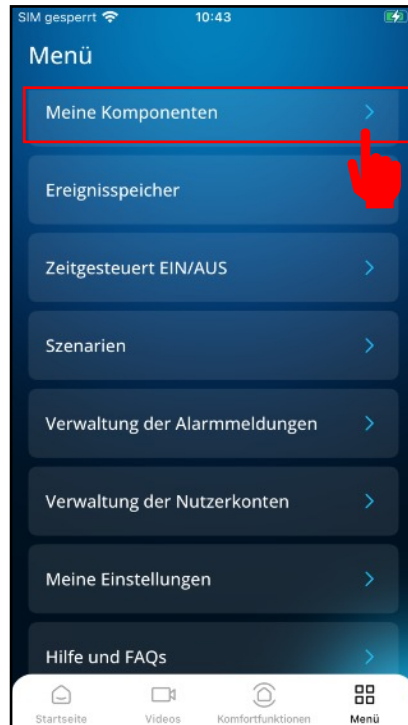 SIM gesperrt 10:43
Menü
Meine Komponenten
Ereignisspeicher
Zeitgesteuert EIN/AUS
Szenarien
Verwaltung der Alarmmeldungen
Verwaltung der Nutzerkonten
Meine Einstellungen
Hilfe und FAQs
Startseite Videos Komfortfunktionen Menü